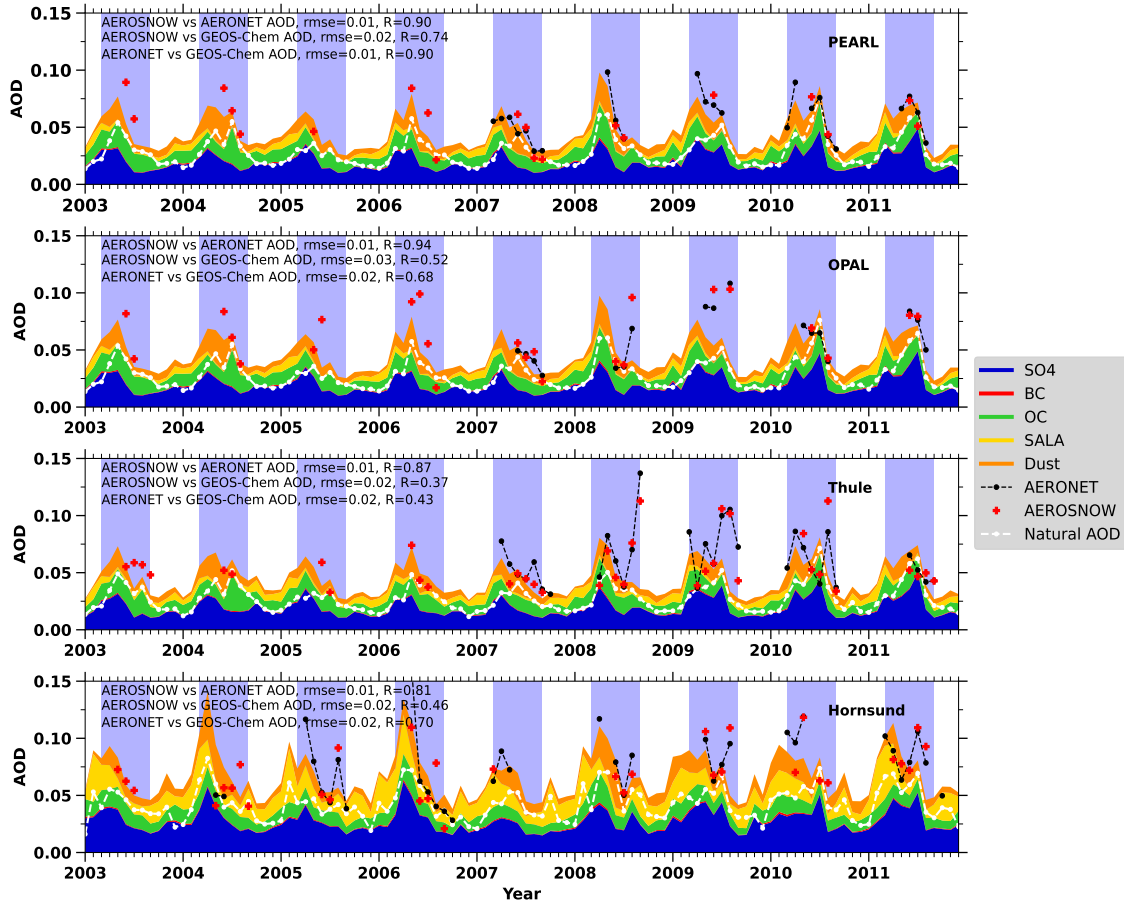 AEROSNOW vs AERONET AOD, rmse=0.01, R=0.90
AEROSNOW vs GEOS-Chem AOD, rmse=0.02, R=0.74
AERONET vs GEOS-Chem AOD, rmse=0.01, R=0.90
PEARL
AOD
0.15
0.10
0.05
0.00
2003 2004 2005 2006 2007 2008 2009 2010 2011
AEROSNOW vs AERONET AOD, rmse=0.01, R=0.94
AEROSNOW vs GEOS-Chem AOD, rmse=0.03, R=0.52
AERONET vs GEOS-Chem AOD, rmse=0.02, R=0.68
OPAL
AOD
0.15
0.10
0.05
0.00
2003 2004 2005 2006 2007 2008 2009 2010 2011
AEROSNOW vs AERONET AOD, rmse=0.01, R=0.87
AEROSNOW vs GEOS-Chem AOD, rmse=0.02, R=0.37
AERONET vs GEOS-Chem AOD, rmse=0.02, R=0.43
Thule
AOD
0.15
0.10
0.05
0.00
2003 2004 2005 2006 2007 2008 2009 2010 2011
AEROSNOW vs AERONET AOD, rmse=0.01, R=0.81
AEROSNOW vs GEOS-Chem AOD, rmse=0.02, R=0.46
AERONET vs GEOS-Chem AOD, rmse=0.02, R=0.70
Hornsund
AOD
0.15
0.10
0.05
0.00
2003 2004 2005 2006 2007 2008 2009 2010 2011
Year
SO4
BC
OC
SALA
Dust
AERONET
AEROSNOW
Natural AOD